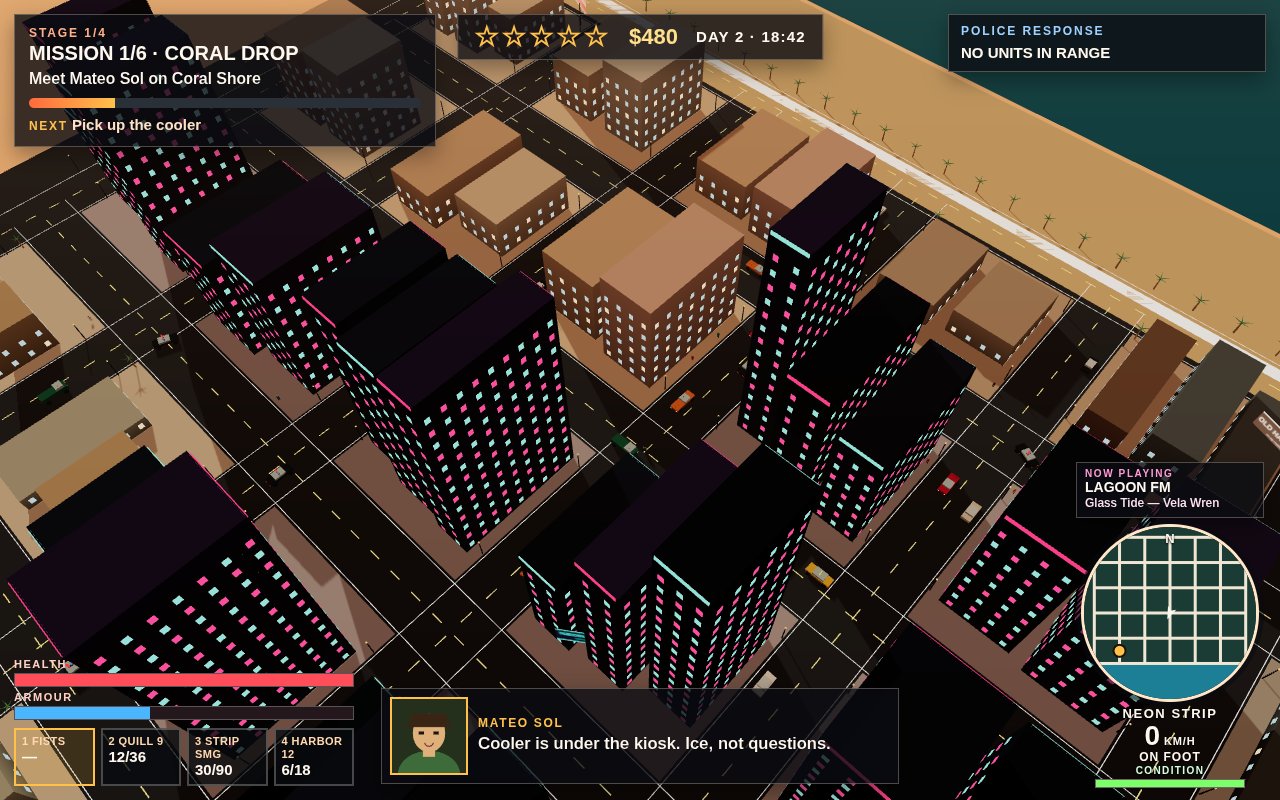 STAGE 1/4
MISSION 1/6 · CORAL DROP
Meet Mateo Sol on Coral Shore
NEXT Pick up the cooler
$480 DAY 2 · 18:42
POLICE RESPONSE
NO UNITS IN RANGE
NOW PLAYING
LAGOON FM
Glass Tide — Vela Wren
N
NEON STRIP
0 KM/H
ON FOOT
CONDITION
HEALTH
ARMOUR
1 FISTS
—
2 QUILL 9
12/36
3 STRIP SMG
30/90
4 HARBOR 12
6/18
MATEO SOL
Cooler is under the kiosk. Ice, not questions.